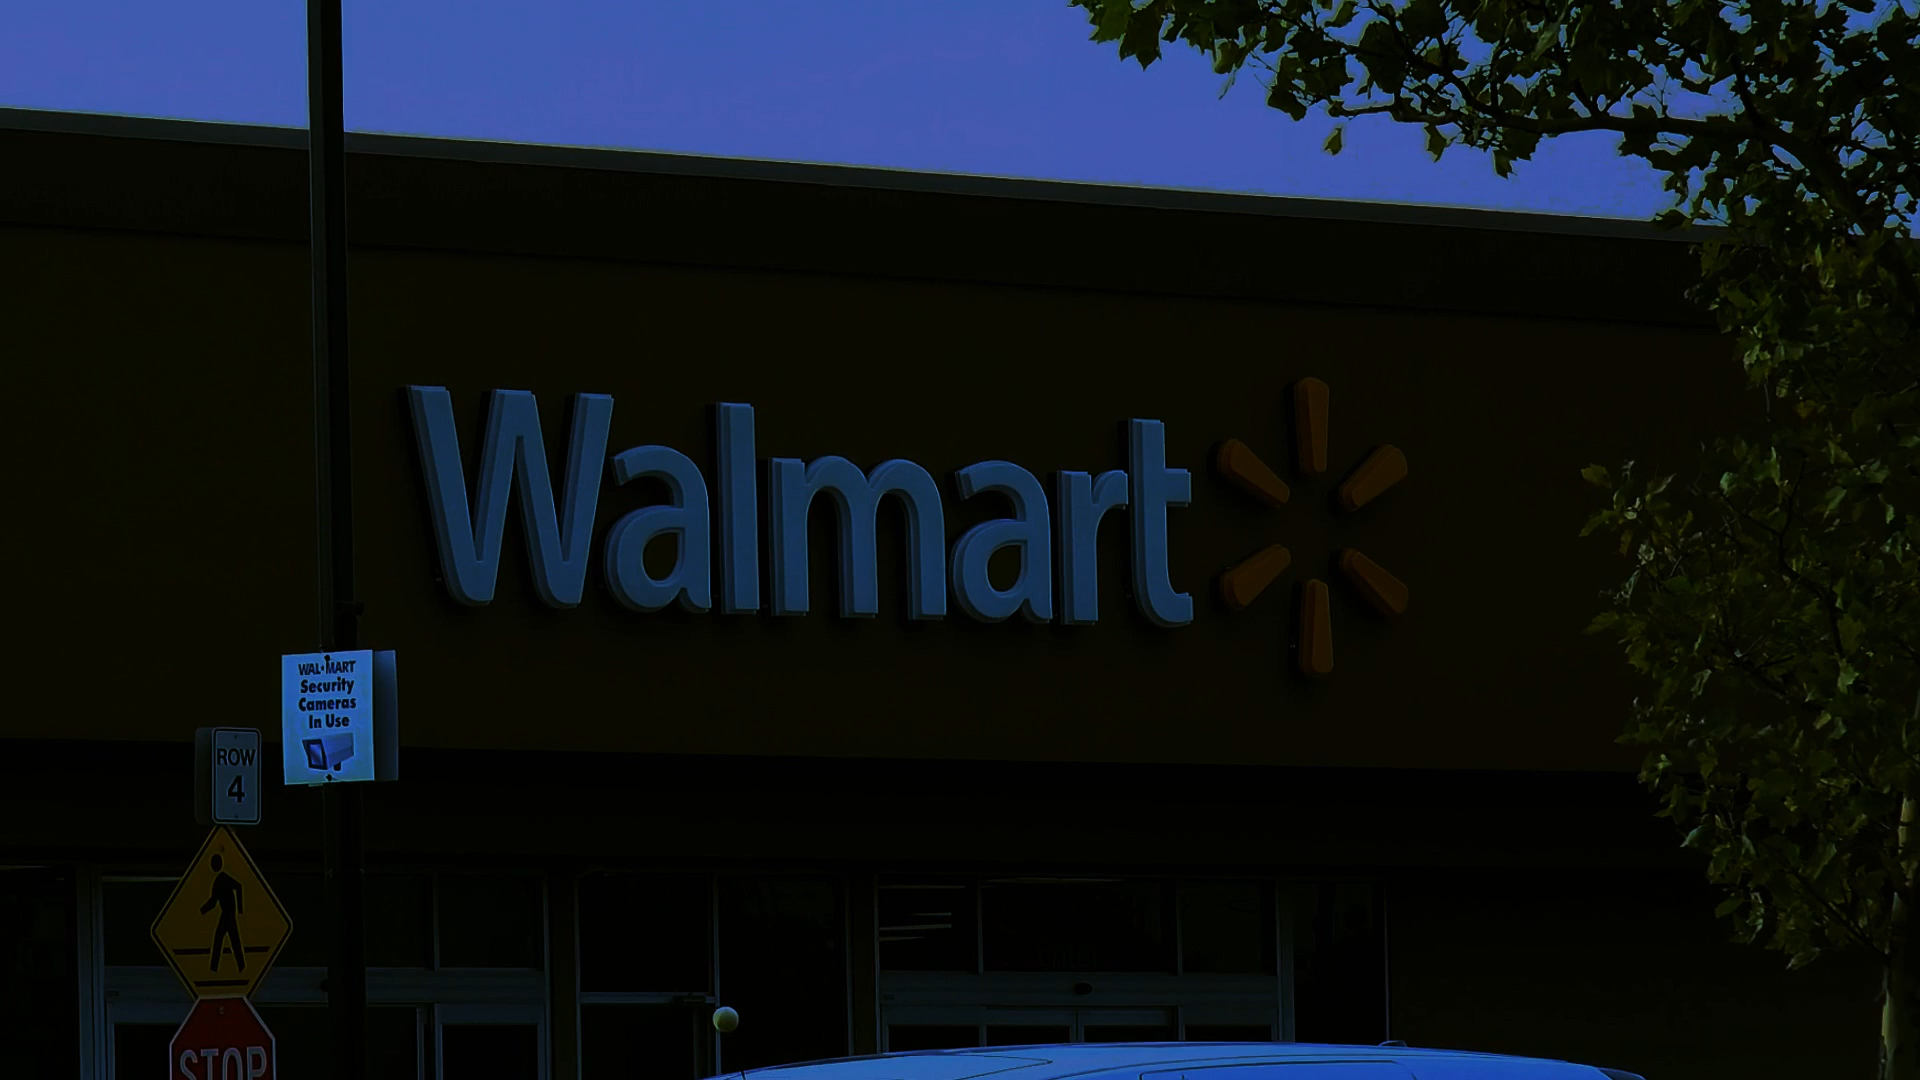 Walmart
WAL★MART
Security
Cameras
In Use
ROW
4
STOP